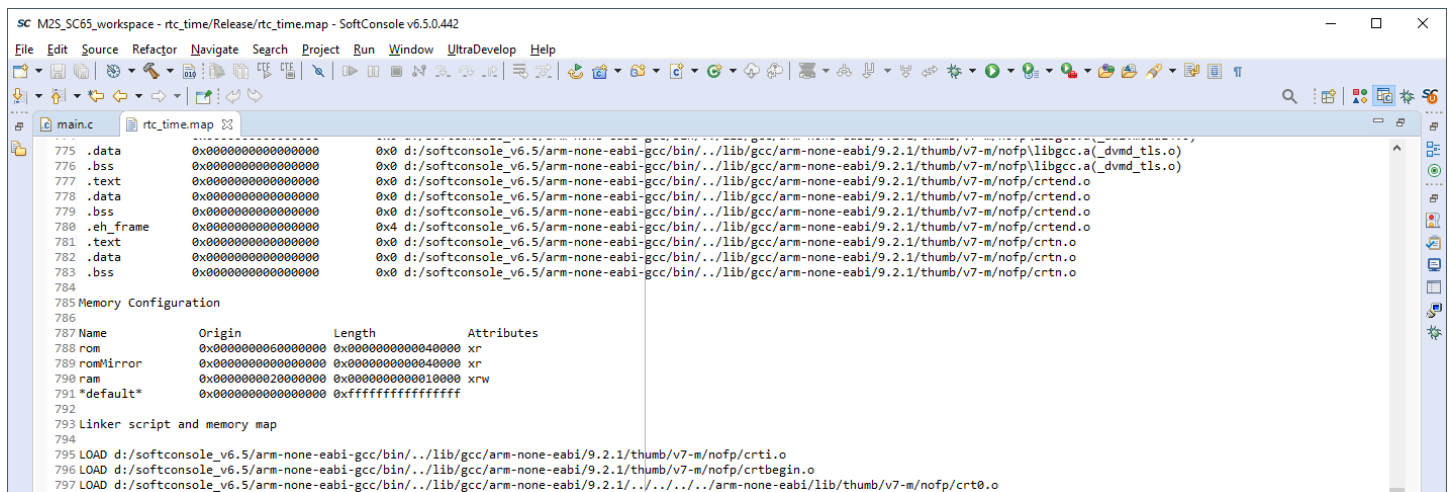 SC M2S_SC65_workspace - rtc_time/Release/rtc_time.map - SoftConsole v6.5.0.442
File Edit Source Refactor Navigate Search Project Run Window UltraDevelop Help
main.c rtc_time.map
775 .data 0x0000000000000000 0x0 d:/softconsole_v6.5/arm-none-eabi-gcc/bin/../lib/gcc/arm-none-eabi/9.2.1/thumb/v7-m/nofp\libgcc.a(_dvmd_tls.o)
776 .bss 0x0000000000000000 0x0 d:/softconsole_v6.5/arm-none-eabi-gcc/bin/../lib/gcc/arm-none-eabi/9.2.1/thumb/v7-m/nofp\libgcc.a(_dvmd_tls.o)
777 .text 0x0000000000000000 0x0 d:/softconsole_v6.5/arm-none-eabi-gcc/bin/../lib/gcc/arm-none-eabi/9.2.1/thumb/v7-m/nofp/crtend.o
778 .data 0x0000000000000000 0x0 d:/softconsole_v6.5/arm-none-eabi-gcc/bin/../lib/gcc/arm-none-eabi/9.2.1/thumb/v7-m/nofp/crtend.o
779 .bss 0x0000000000000000 0x0 d:/softconsole_v6.5/arm-none-eabi-gcc/bin/../lib/gcc/arm-none-eabi/9.2.1/thumb/v7-m/nofp/crtend.o
780 .eh_frame 0x0000000000000000 0x4 d:/softconsole_v6.5/arm-none-eabi-gcc/bin/../lib/gcc/arm-none-eabi/9.2.1/thumb/v7-m/nofp/crtend.o
781 .text 0x0000000000000000 0x0 d:/softconsole_v6.5/arm-none-eabi-gcc/bin/../lib/gcc/arm-none-eabi/9.2.1/thumb/v7-m/nofp/crtn.o
782 .data 0x0000000000000000 0x0 d:/softconsole_v6.5/arm-none-eabi-gcc/bin/../lib/gcc/arm-none-eabi/9.2.1/thumb/v7-m/nofp/crtn.o
783 .bss 0x0000000000000000 0x0 d:/softconsole_v6.5/arm-none-eabi-gcc/bin/../lib/gcc/arm-none-eabi/9.2.1/thumb/v7-m/nofp/crtn.o
784
785 Memory Configuration
786
787 Name Origin Length Attributes
788 rom 0x0000000060000000 0x0000000000040000 xr
789 romMirror 0x0000000000000000 0x0000000000040000 xr
790 ram 0x0000000020000000 0x0000000000010000 xrw
791 *default* 0x0000000000000000 0xffffffffffffffff
792
793 Linker script and memory map
794
795 LOAD d:/softconsole_v6.5/arm-none-eabi-gcc/bin/../lib/gcc/arm-none-eabi/9.2.1/thumb/v7-m/nofp/crti.o
796 LOAD d:/softconsole_v6.5/arm-none-eabi-gcc/bin/../lib/gcc/arm-none-eabi/9.2.1/thumb/v7-m/nofp/crtbegin.o
797 LOAD d:/softconsole_v6.5/arm-none-eabi-gcc/bin/../lib/gcc/arm-none-eabi/9.2.1/../../../../arm-none-eabi/lib/thumb/v7-m/nofp/crt0.o